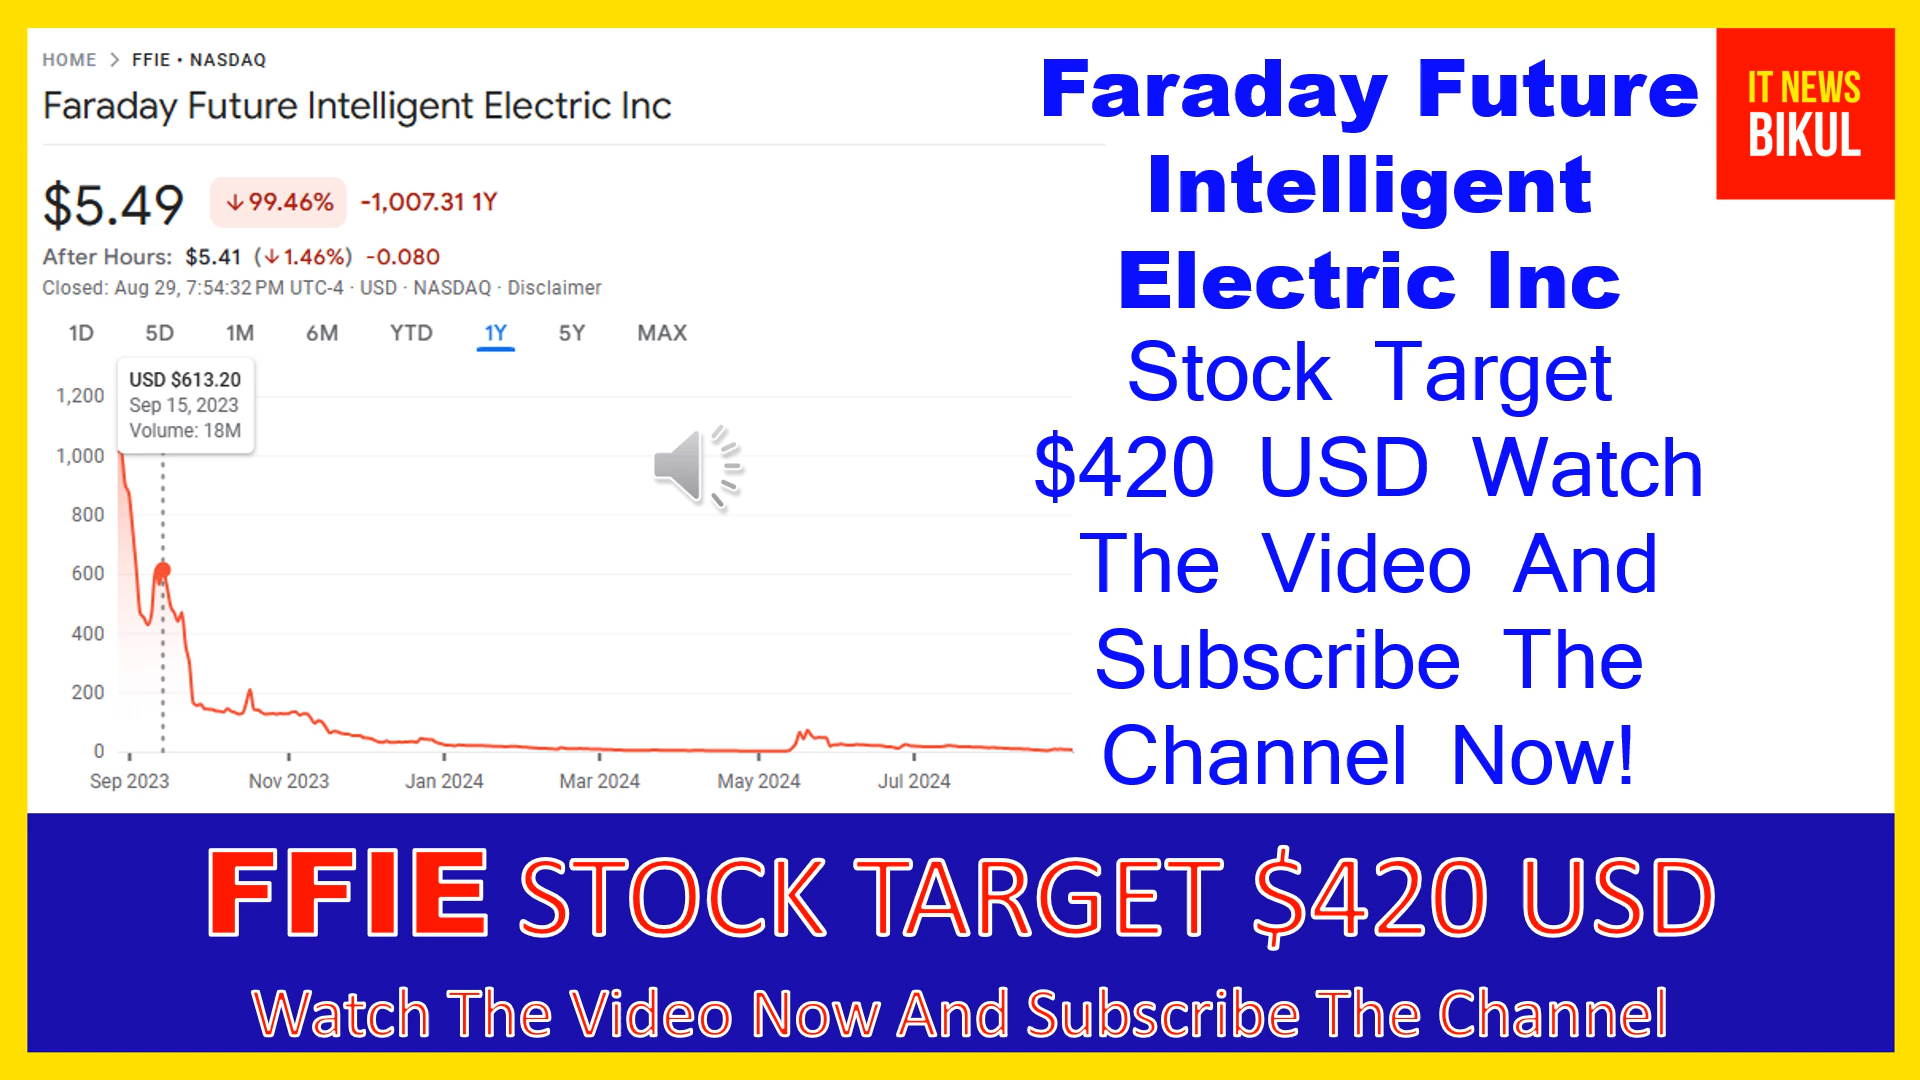 HOME > FFIE • NASDAQ
Faraday Future Intelligent Electric Inc
$5.49 ↓99.46% -1,007.31 1Y
After Hours: $5.41 (↓1.46%) -0.080
Closed: Aug 29, 7:54:32 PM UTC-4 · USD · NASDAQ · Disclaimer
1D 5D 1M 6M YTD 1Y 5Y MAX
USD $613.20
Sep 15, 2023
Volume: 18M
1,200
1,000
800
600
400
200
0
Sep 2023 Nov 2023 Jan 2024 Mar 2024 May 2024 Jul 2024
Faraday Future
Intelligent
Electric Inc
Stock Target
$420 USD Watch
The Video And
Subscribe The
Channel Now!
IT NEWS
BIKUL
FFIE STOCK TARGET $420 USD
Watch The Video Now And Subscribe The Channel